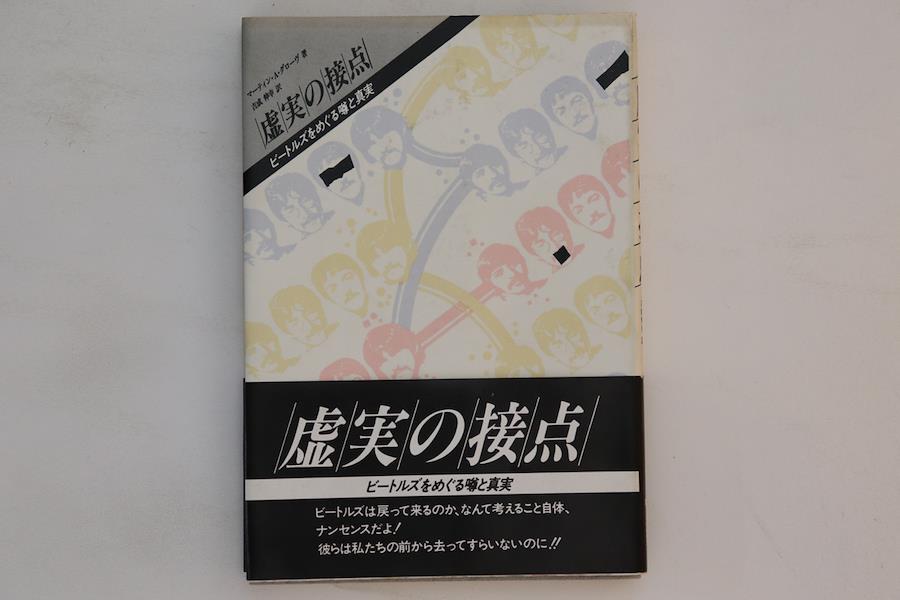 マーティン・A・グローヴ 著
吉成 伸幸 訳
虚実の接点
ビートルズをめぐる噂と真実
虚実の接点
ビートルズをめぐる噂と真実
ビートルズは戻って来るのか、なんて考えること自体、
ナンセンスだよ!
彼らは私たちの前から去ってすらいないのに!!